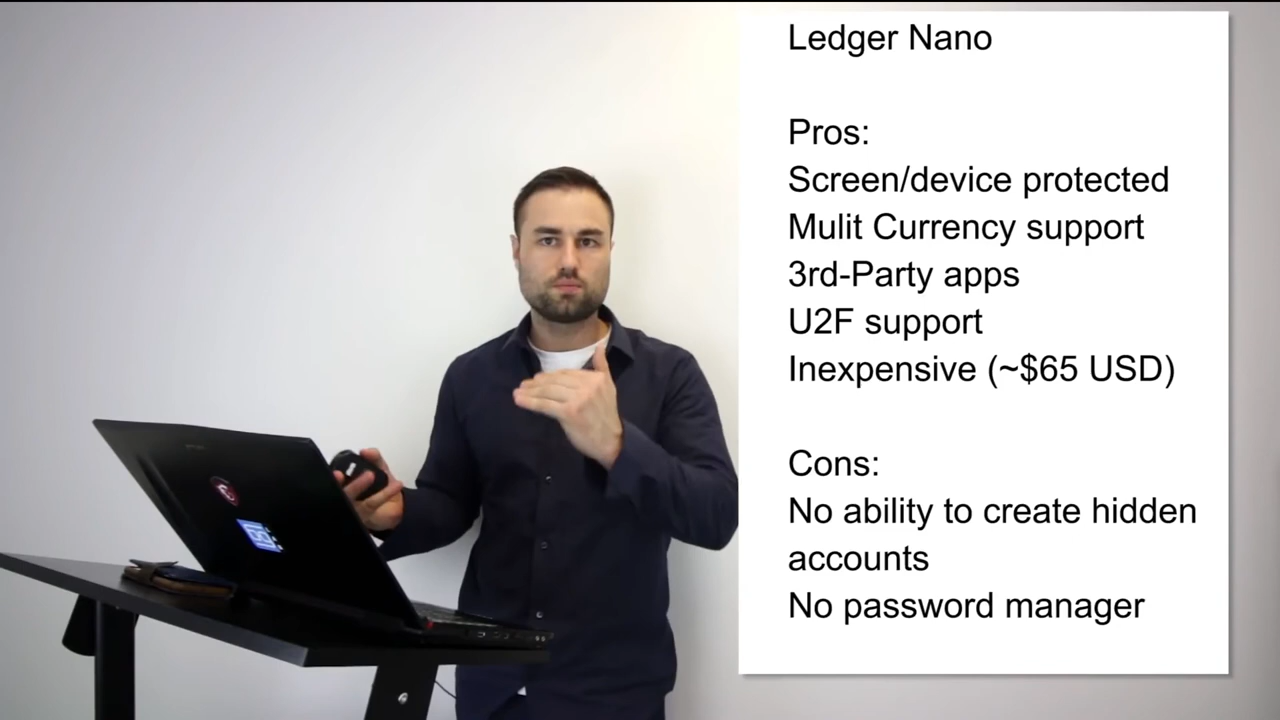 Ledger Nano
Pros:
Screen/device protected
Mulit Currency support
3rd-Party apps
U2F support
Inexpensive (~$65 USD)
Cons:
No ability to create hidden
accounts
No password manager